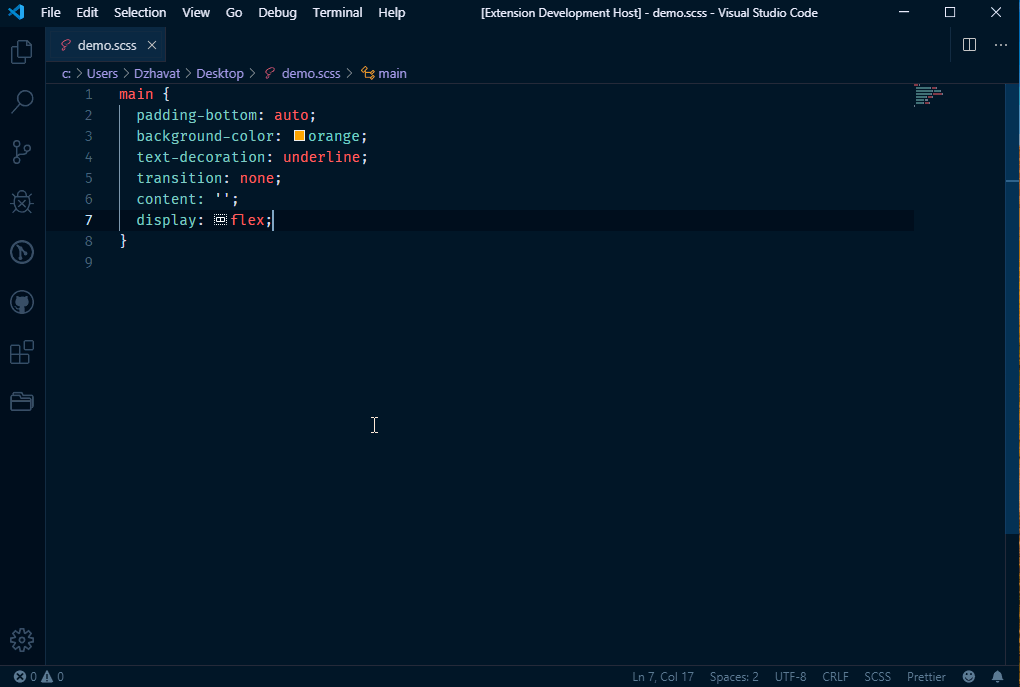 File Edit Selection View Go Debug Terminal Help [Extension Development Host] - demo.scss - Visual Studio Code
demo.scss
c: > Users > Dzhavat > Desktop > demo.scss > main
1 main {
2 padding-bottom: auto;
3 background-color: orange;
4 text-decoration: underline;
5 transition: none;
6 content: '';
7 display: flex;
8 }
9
0 0 Ln 7, Col 17 Spaces: 2 UTF-8 CRLF SCSS Prettier